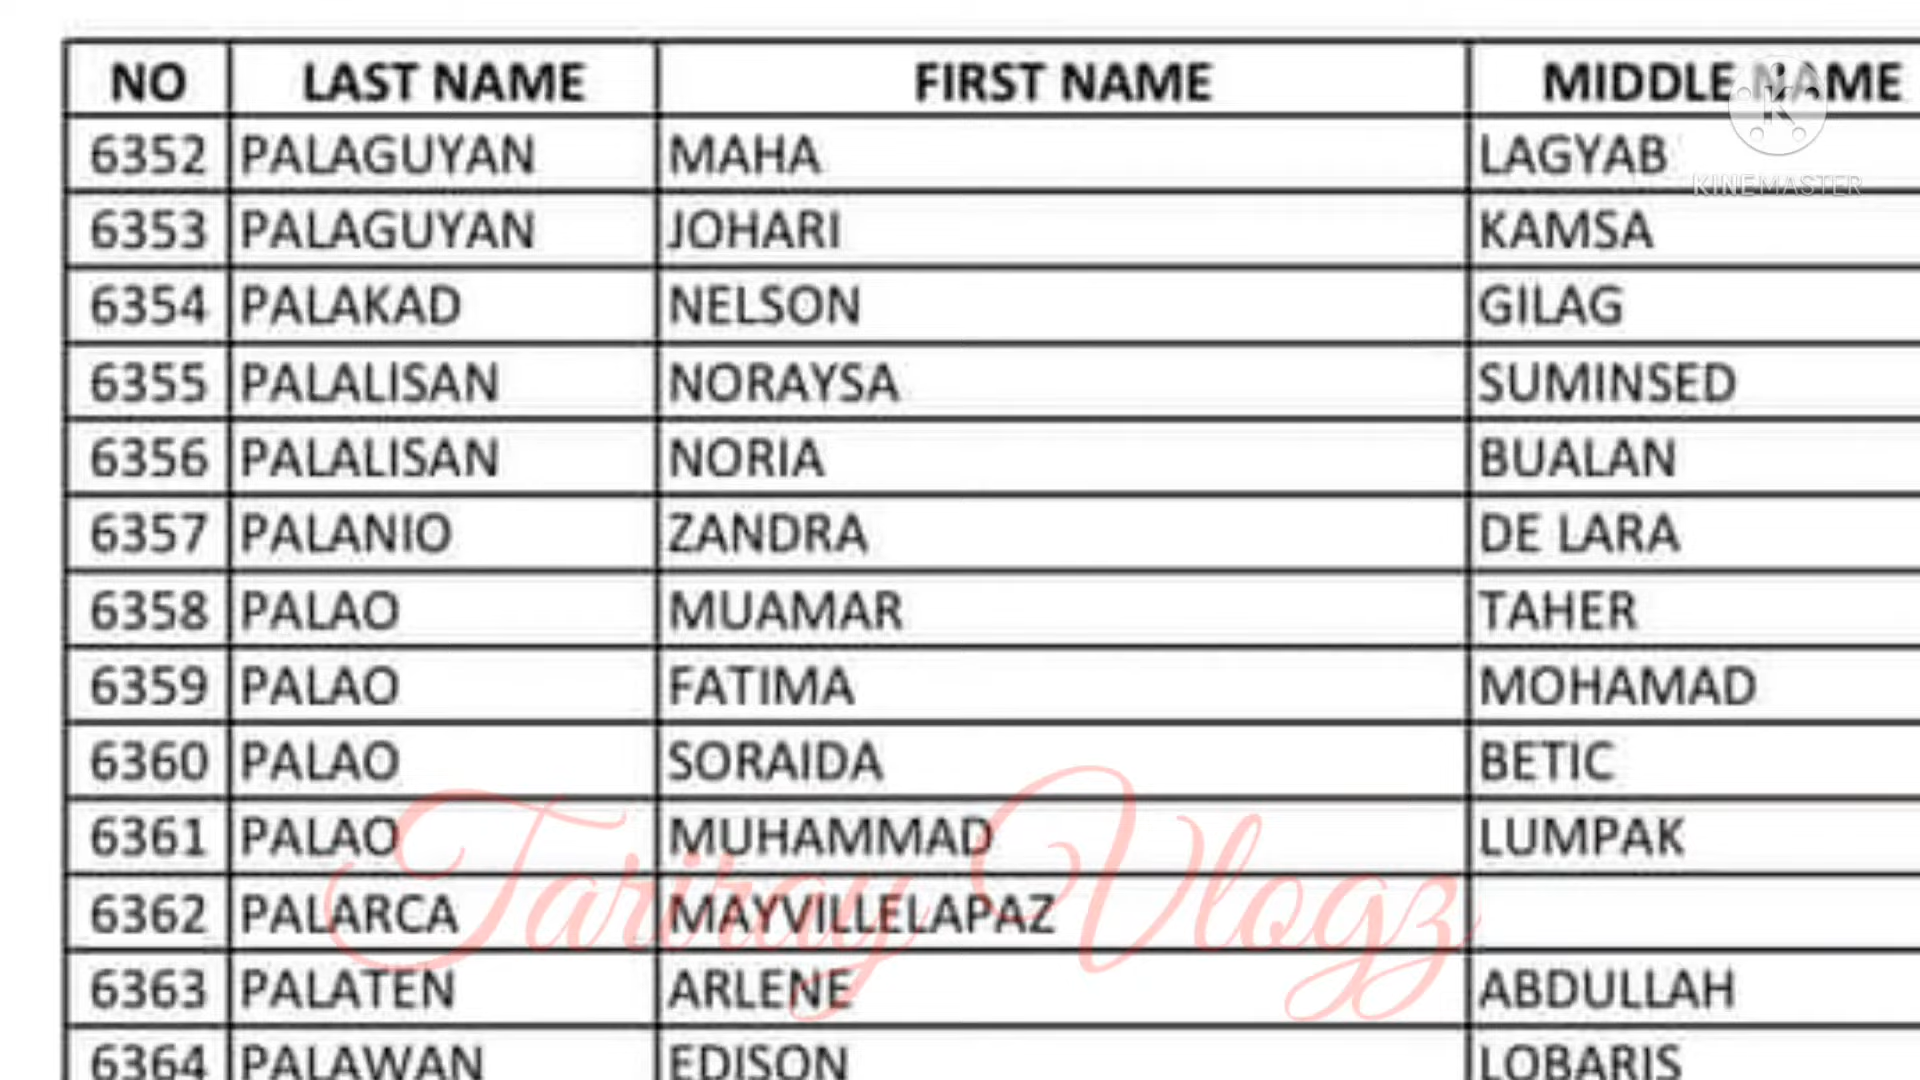 NO LAST NAME FIRST NAME MIDDLE NAME
6352 PALAGUYAN MAHA LAGYAB
KINEMASTER
6353 PALAGUYAN JOHARI KAMSA
6354 PALAKAD NELSON GILAG
6355 PALALISAN NORAYSA SUMINSED
6356 PALALISAN NORIA BUALAN
6357 PALANIO ZANDRA DE LARA
6358 PALAO MUAMAR TAHER
6359 PALAO FATIMA MOHAMAD
6360 PALAO SORAIDA BETIC
6361 PALAO MUHAMMAD LUMPAK
Tariray Vlogz
6362 PALARCA MAYVILLELAPAZ
6363 PALATEN ARLENE ABDULLAH
6364 PALAWAN EDISON LOBARIS